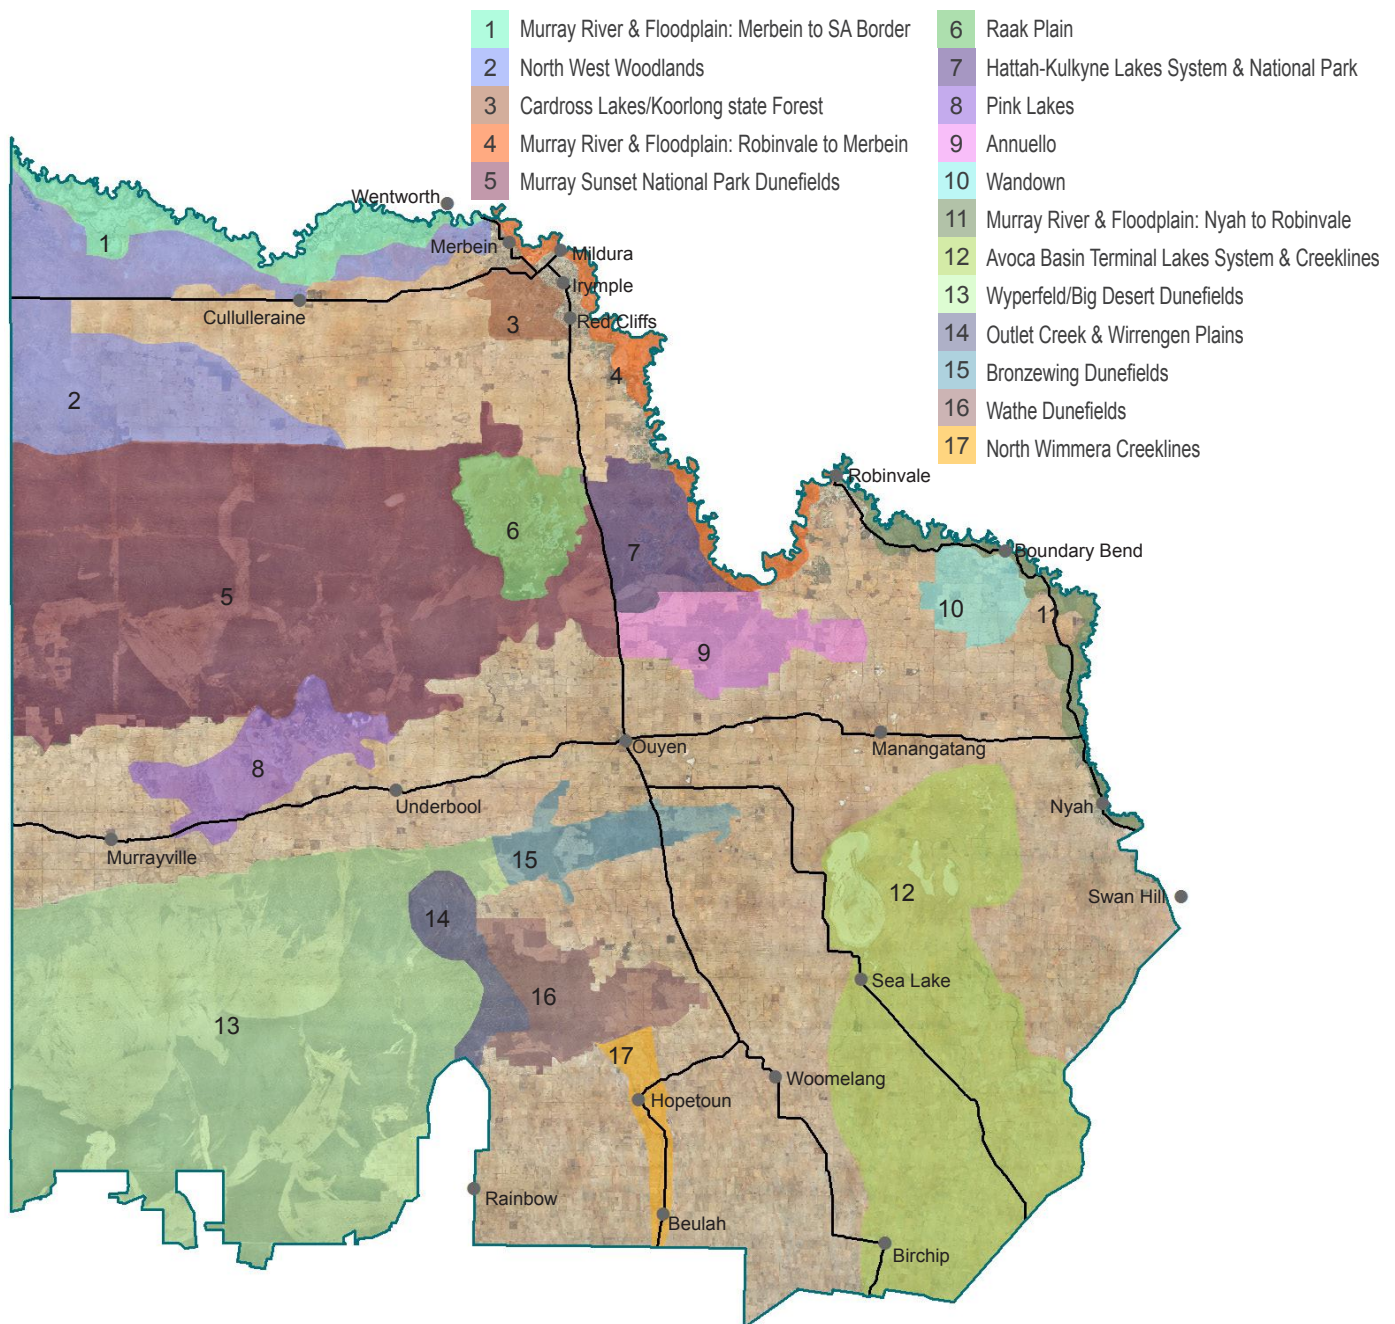 1 Murray River & Floodplain: Merbein to SA Border
2 North West Woodlands
3 Cardross Lakes/Koorlong state Forest
4 Murray River & Floodplain: Robinvale to Merbein
5 Murray Sunset National Park Dunefields
6 Raak Plain
7 Hattah-Kulkyne Lakes System & National Park
8 Pink Lakes
9 Annuello
10 Wandown
11 Murray River & Floodplain: Nyah to Robinvale
12 Avoca Basin Terminal Lakes System & Creeklines
13 Wyperfeld/Big Desert Dunefields
14 Outlet Creek & Wirrengen Plains
15 Bronzewing Dunefields
16 Wathe Dunefields
17 North Wimmera Creeklines
Wentworth
1
Merbein
Mildura
Irymple
Cullulleraine
3
Red Cliffs
4
2
Robinvale
6
7
Boundary Bend
5
10
11
9
Ouyen
Manangatang
8
Underbool
Nyah
Murrayville
15
12
Swan Hill
14
Sea Lake
16
13
17
Woomelang
Hopetoun
Rainbow
Beulah
Birchip